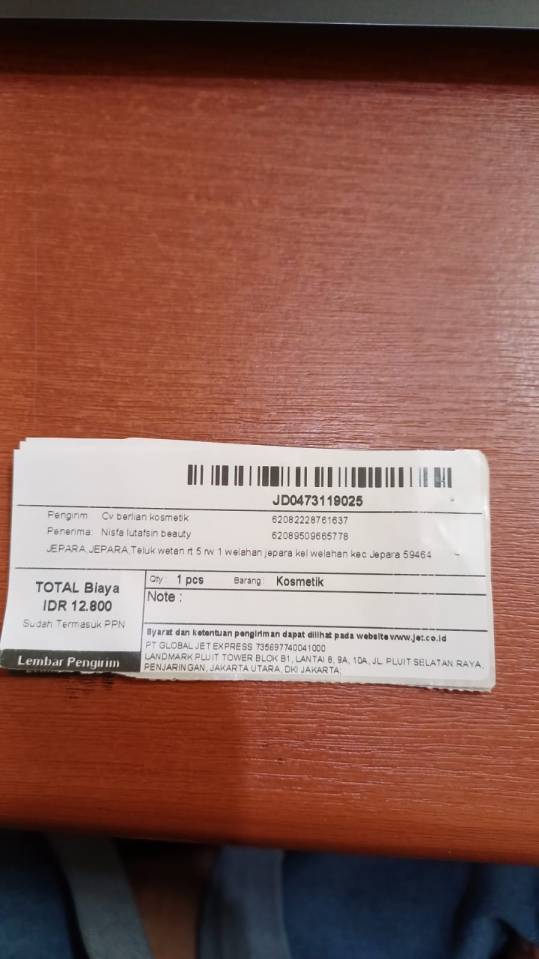 JD0473119025
Pengirim: Cv berlian kosmetik 62082228761637
Penerima: Nisfa lutafsin beauty 62089509665778
JEPARA,JEPARA,Teluk wetan rt 5 rw 1 welahan jepara kel welahan kec Jepara 59464
TOTAL Biaya
IDR 12.800
Sudah Termasuk PPN
Lembar Pengirim
Qty: 1 pcs Barang: Kosmetik
Note :
Syarat dan ketentuan pengiriman dapat dilihat pada website www.jet.co.id
PT GLOBAL JET EXPRESS 735697740041000
LANDMARK PLUIT TOWER BLOK B1, LANTAI 8, 9A, 10A, JL. PLUIT SELATAN RAYA,
PENJARINGAN, JAKARTA UTARA, DKI JAKARTA;